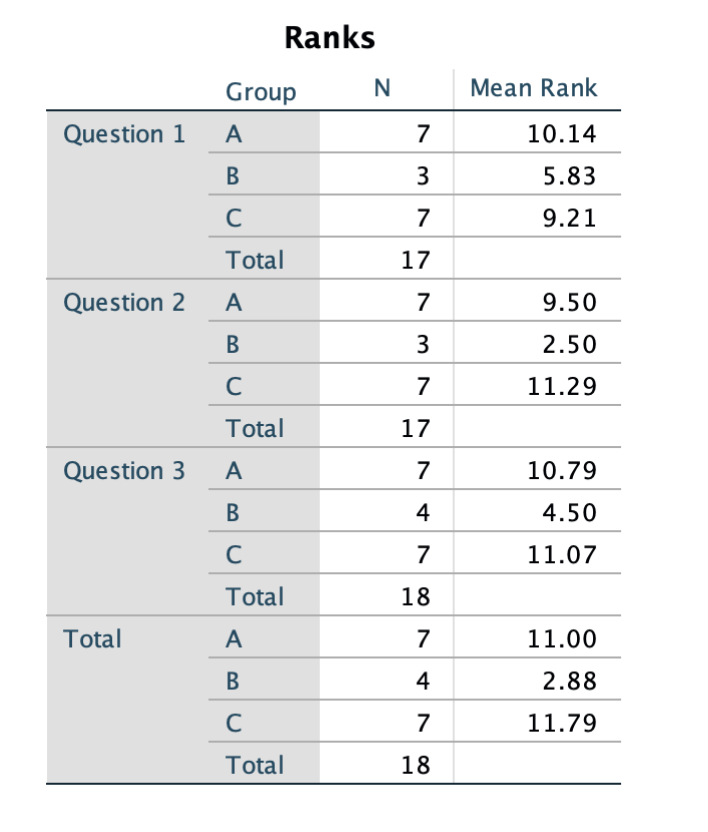 Ranks
Group N Mean Rank
Question 1 A 7 10.14
B 3 5.83
C 7 9.21
Total 17
Question 2 A 7 9.50
B 3 2.50
C 7 11.29
Total 17
Question 3 A 7 10.79
B 4 4.50
C 7 11.07
Total 18
Total A 7 11.00
B 4 2.88
C 7 11.79
Total 18